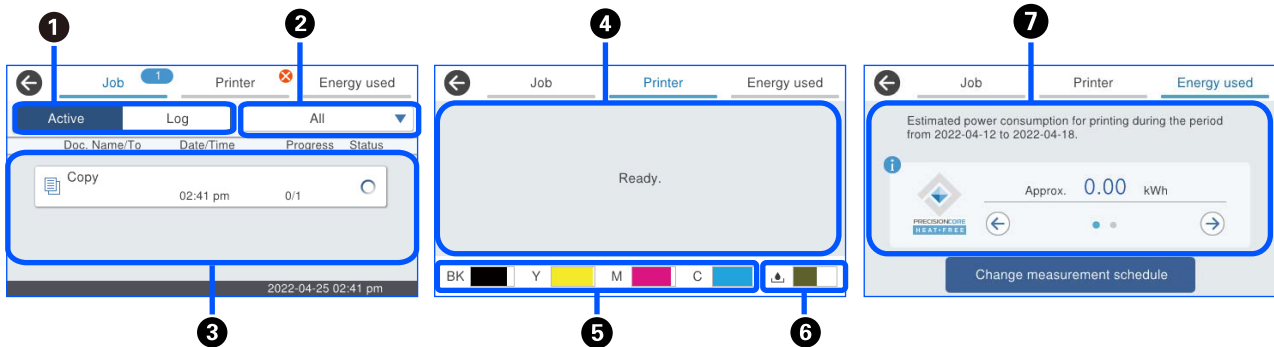 1
2
4
7
Job 1 Printer Energy used
Active Log All
Doc. Name/To Date/Time Progress Status
Copy
02:41 pm 0/1
2022-04-25 02:41 pm
3
Job Printer Energy used
Ready.
BK Y M C
5
6
Job Printer Energy used
Estimated power consumption for printing during the period
from 2022-04-12 to 2022-04-18.
i
Approx. 0.00 kWh
PRECISIONCORE
HEAT-FREE
Change measurement schedule